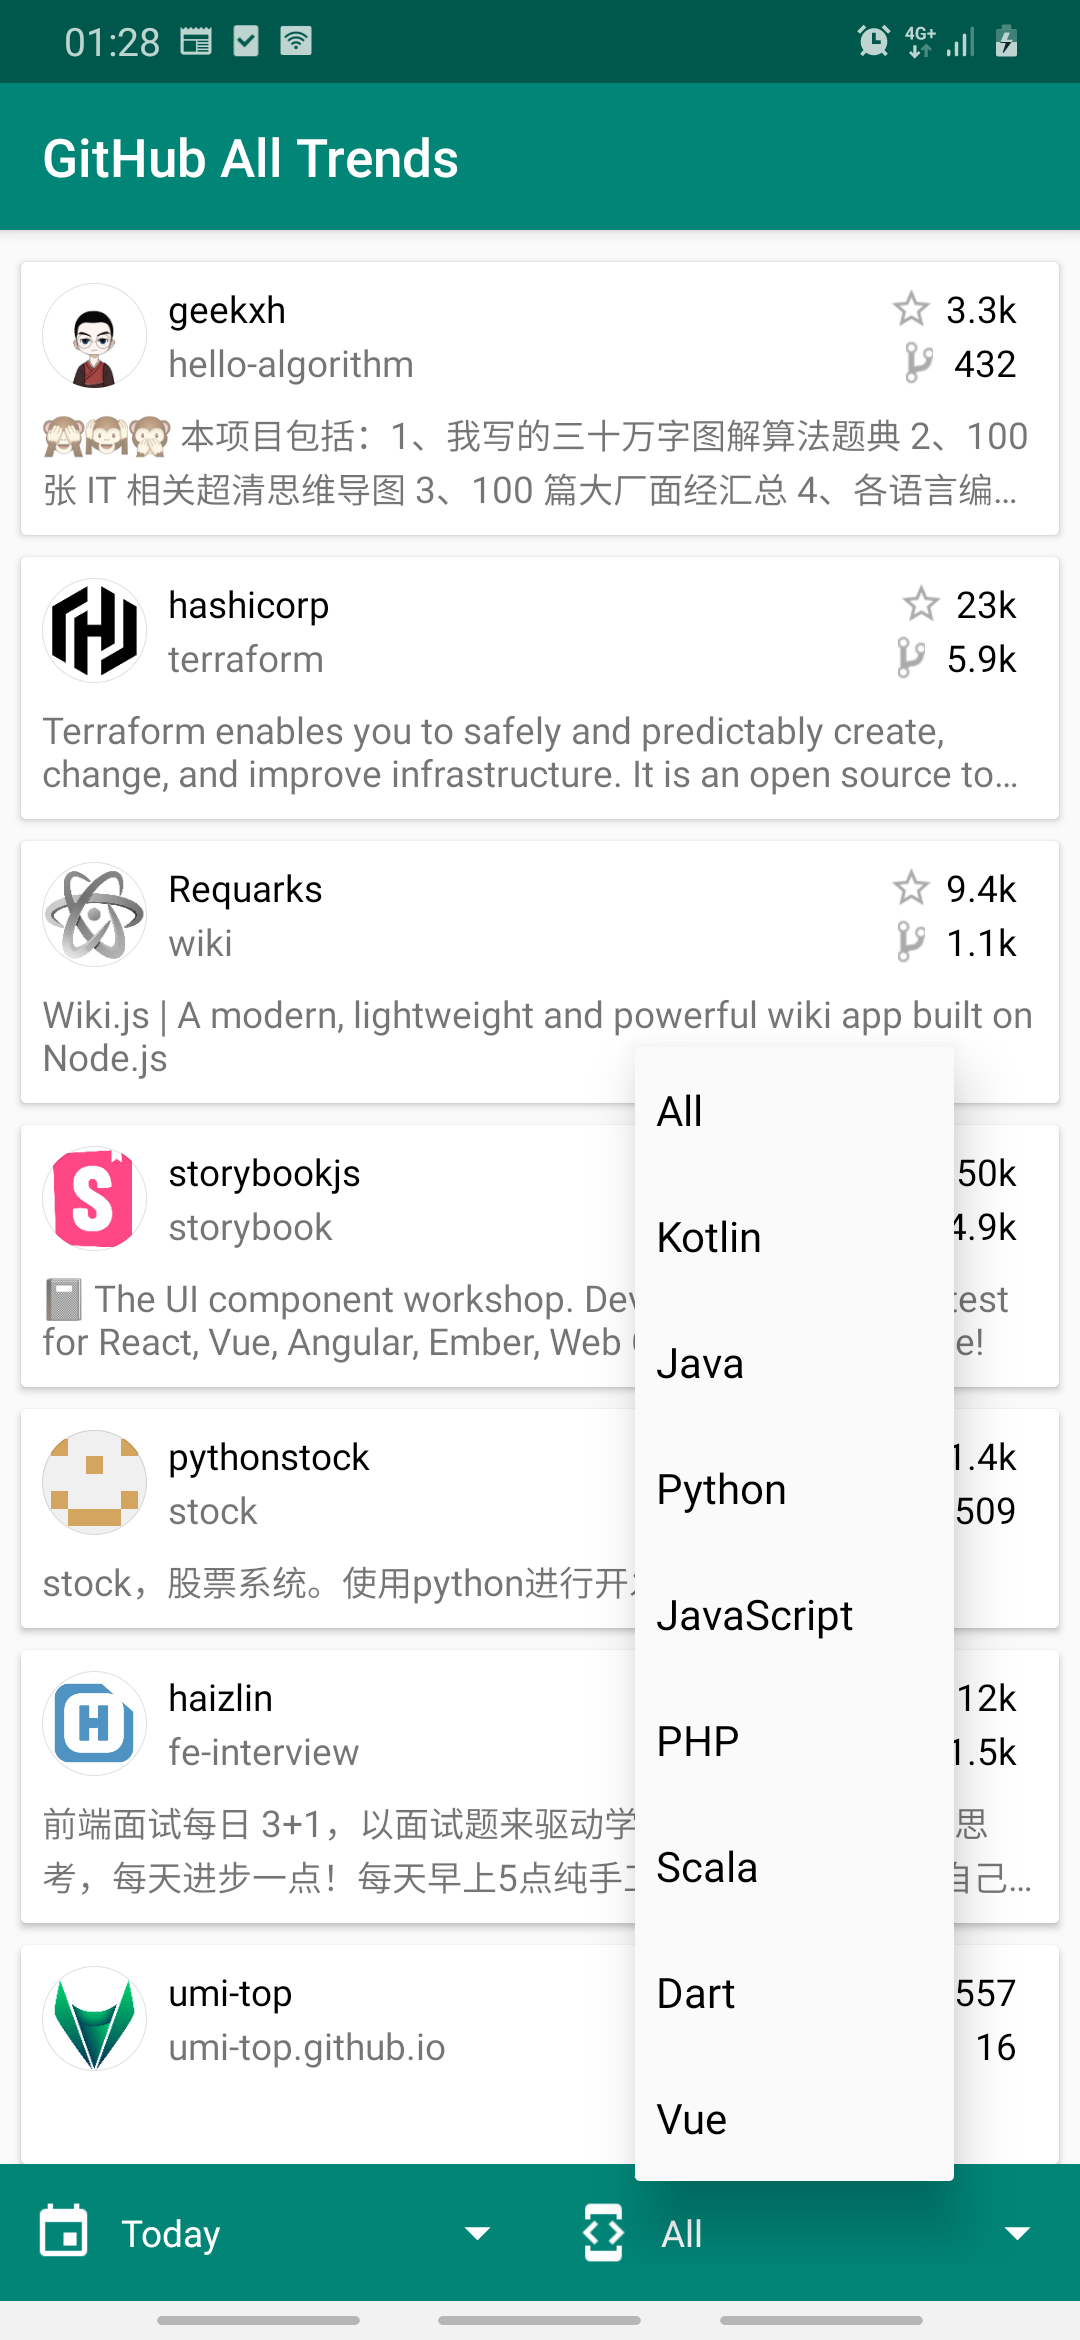 01:28
4G+
GitHub All Trends
geekxh
3.3k
hello-algorithm
432
🙈🙉🙊 本项目包括：1、我写的三十万字图解算法题典 2、100
张 IT 相关超清思维导图 3、100 篇大厂面经汇总 4、各语言编…
hashicorp
23k
terraform
5.9k
Terraform enables you to safely and predictably create,
change, and improve infrastructure. It is an open source to…
Requarks
9.4k
wiki
1.1k
Wiki.js | A modern, lightweight and powerful wiki app built on
Node.js
storybookjs
50k
storybook
4.9k
📓 The UI component workshop. Dev
test
for React, Vue, Angular, Ember, Web
e!
pythonstock
1.4k
stock
509
stock，股票系统。使用python进行开
haizlin
12k
fe-interview
1.5k
前端面试每日 3+1，以面试题来驱动学
思
考，每天进步一点！每天早上5点纯手
自己…
umi-top
557
umi-top.github.io
16
All
Kotlin
Java
Python
JavaScript
PHP
Scala
Dart
Vue
Today
All